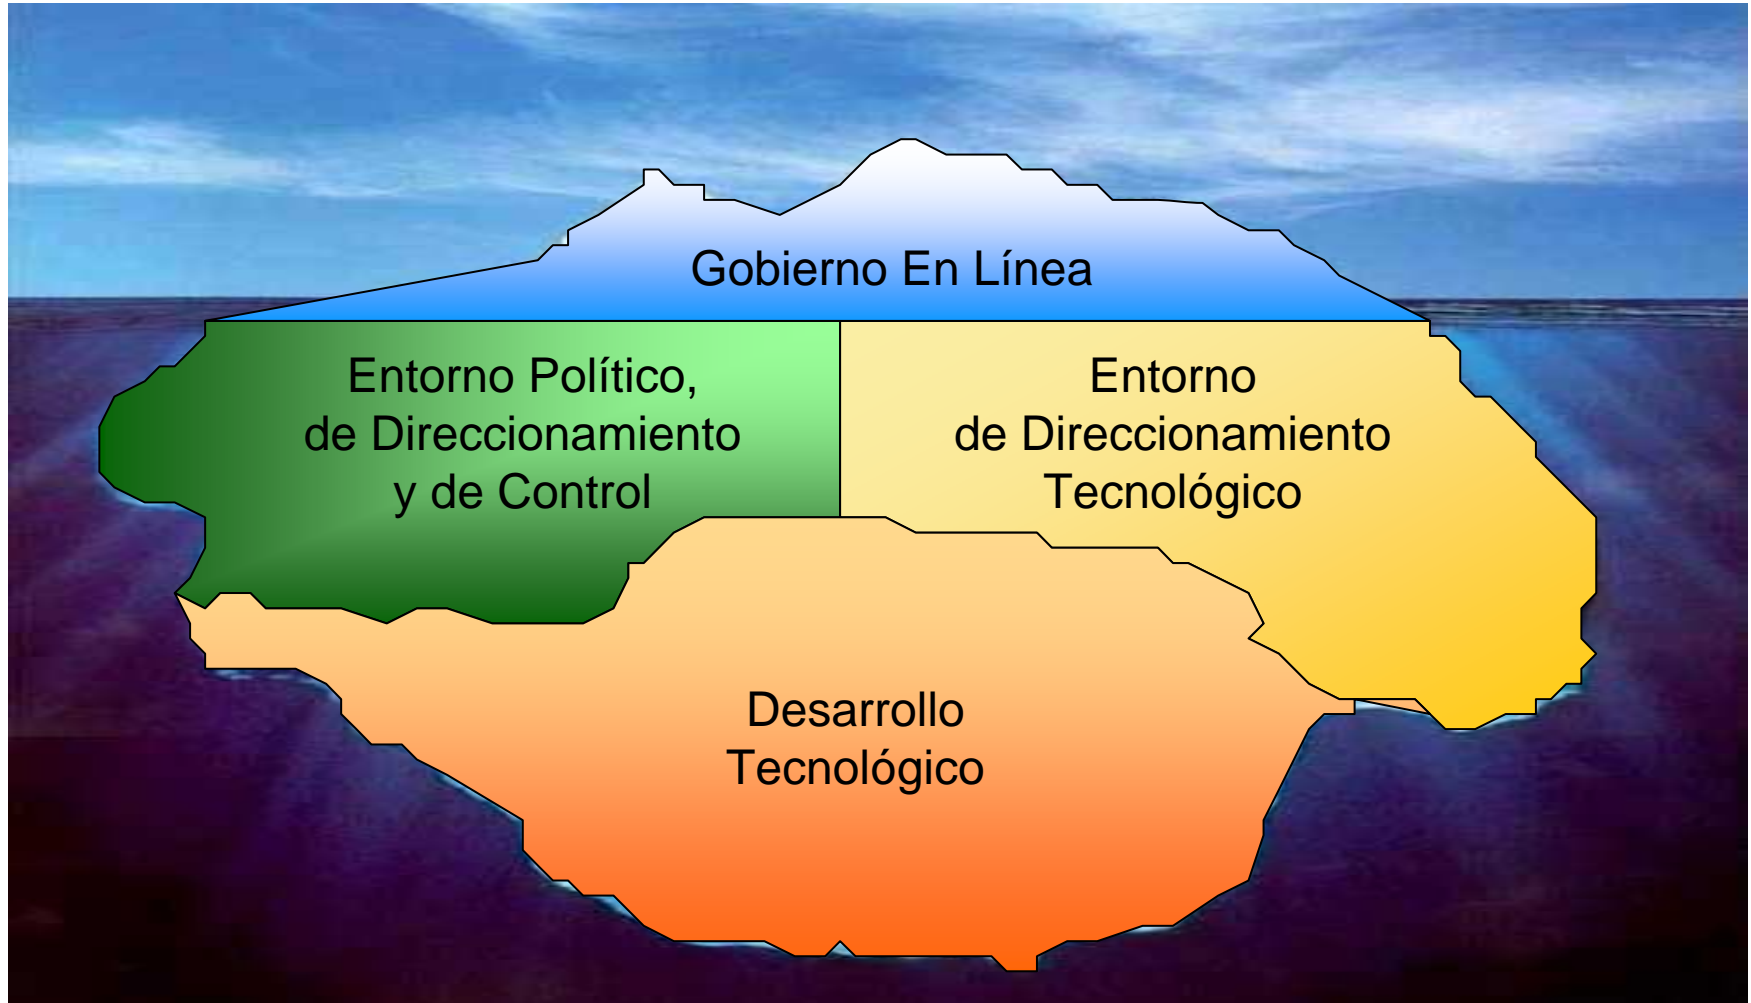 Gobierno En Línea
Entorno Político,
de Direccionamiento
y de Control
Entorno
de Direccionamiento
Tecnológico
Desarrollo
Tecnológico